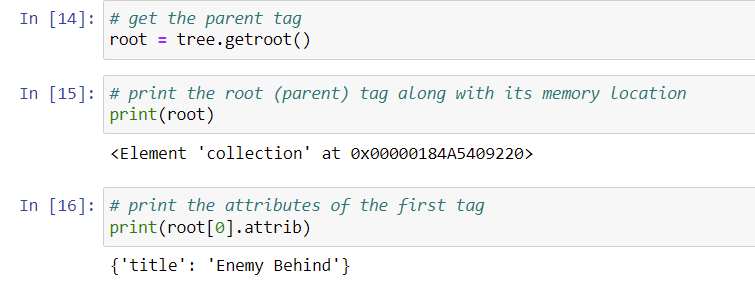 In [14]: # get the parent tag
root = tree.getroot()
In [15]: # print the root (parent) tag along with its memory location
print(root)
<Element 'collection' at 0x00000184A5409220>
In [16]: # print the attributes of the first tag
print(root[0].attrib)
{'title': 'Enemy Behind'}